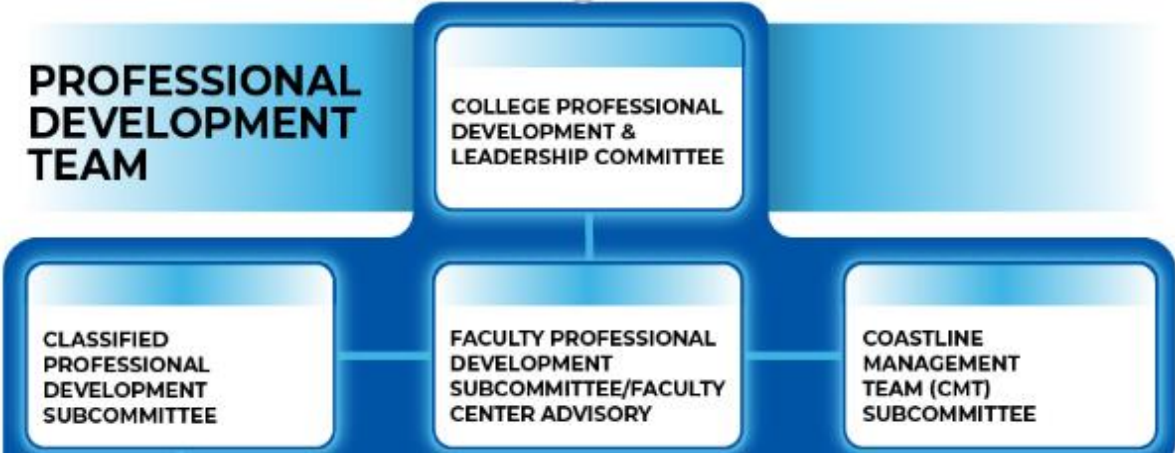 PROFESSIONAL
DEVELOPMENT
TEAM
COLLEGE PROFESSIONAL
DEVELOPMENT &
LEADERSHIP COMMITTEE
CLASSIFIED
PROFESSIONAL
DEVELOPMENT
SUBCOMMITTEE
FACULTY PROFESSIONAL
DEVELOPMENT
SUBCOMMITTEE/FACULTY
CENTER ADVISORY
COASTLINE
MANAGEMENT
TEAM (CMT)
SUBCOMMITTEE